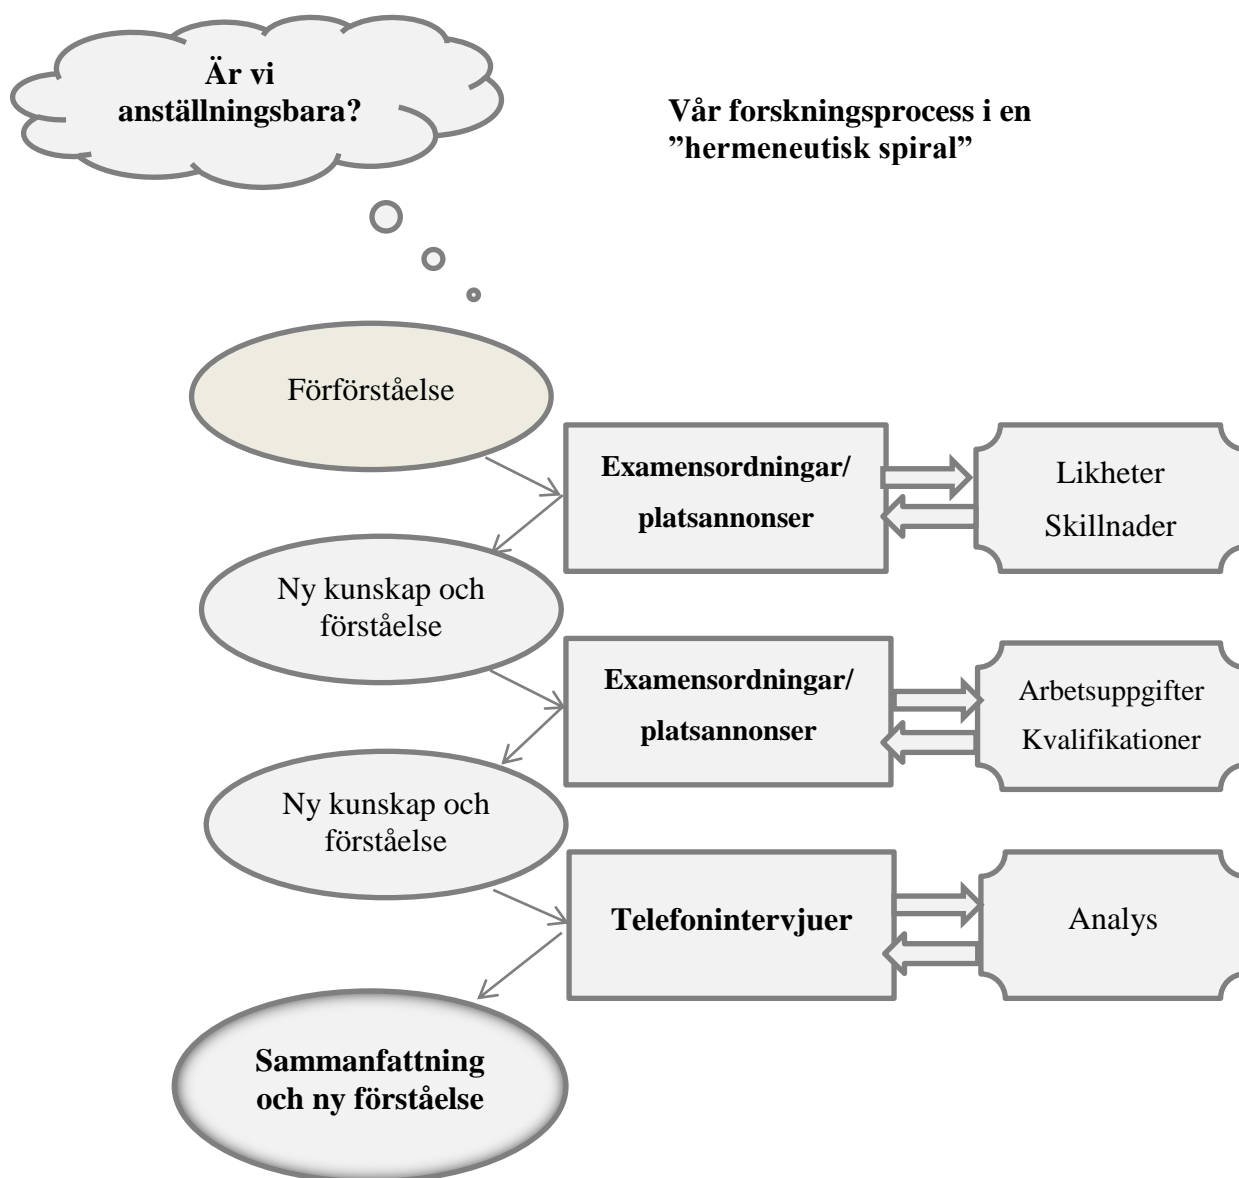 Är vi
anställningsbara?
Vår forskningsprocess i en
”hermeneutisk spiral”
Förförståelse
Examensordningar/
platsannonser
Likheter
Skillnader
Ny kunskap och
förståelse
Examensordningar/
platsannonser
Arbetsuppgifter
Kvalifikationer
Ny kunskap och
förståelse
Telefonintervjuer
Analys
Sammanfattning
och ny förståelse